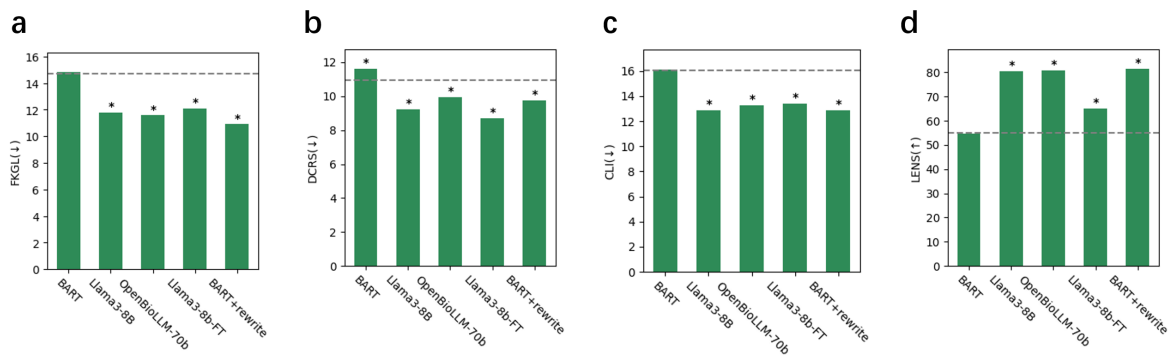 a
b
c
d
FKGL(↓)
16
14
12
10
8
6
4
2
0
*
*
*
*
BART
Llama3-8B
OpenBioLLM-70b
Llama3-8b-FT
BART+rewrite
DCRS(↓)
12
10
8
6
4
2
0
*
*
*
*
*
BART
Llama3-8B
OpenBioLLM-70b
Llama3-8b-FT
BART+rewrite
CLI(↓)
16
14
12
10
8
6
4
2
0
*
*
*
*
BART
Llama3-8B
OpenBioLLM-70b
Llama3-8b-FT
BART+rewrite
LENS(↑)
80
70
60
50
40
30
20
10
0
*
*
*
*
BART
Llama3-8B
OpenBioLLM-70b
Llama3-8b-FT
BART+rewrite